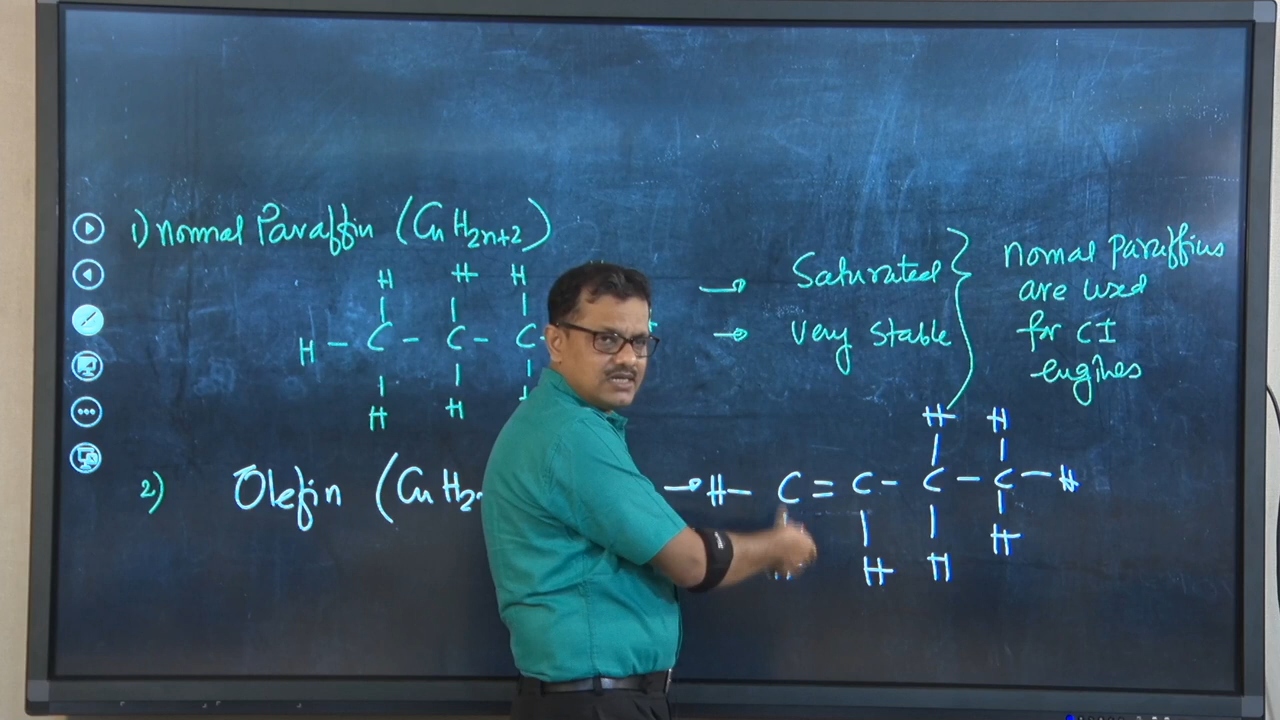 1) Normal Paraffin (CnH2n+2)
H H H
H - C - C - C
H H
→ Saturated
→ Very stable
Normal Paraffins
are used
for CI
engines
2) Olefin (CnH2
H H
→ H - C = C - C - C - H
H H H H